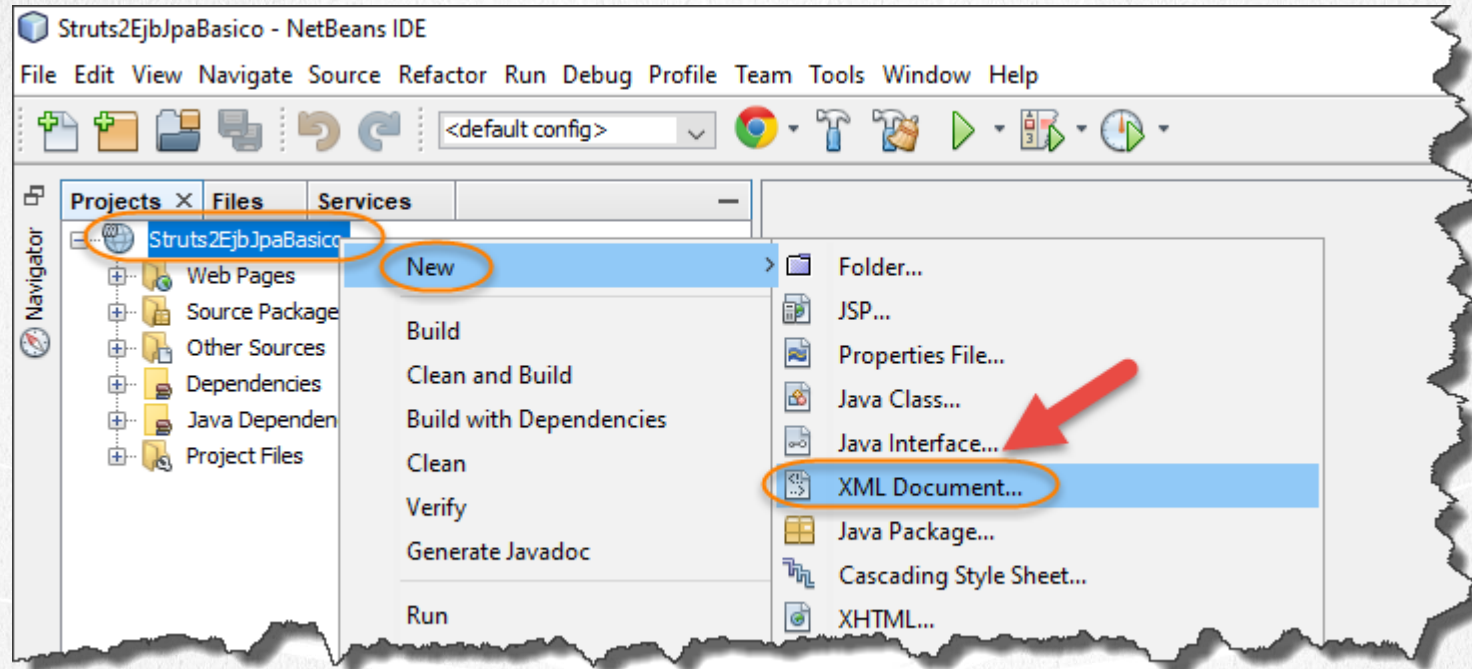 Struts2EjbJpaBasico - NetBeans IDE
File Edit View Navigate Source Refactor Run Debug Profile Team Tools Window Help
<default config>
Projects Files Services
Navigator
Struts2EjbJpaBasico
Web Pages
Source Package
Other Sources
Dependencies
Java Dependen
Project Files
New
Build
Clean and Build
Build with Dependencies
Clean
Verify
Generate Javadoc
Run
Folder...
JSP...
Properties File...
Java Class...
Java Interface...
XML Document...
Java Package...
Cascading Style Sheet...
XHTML...